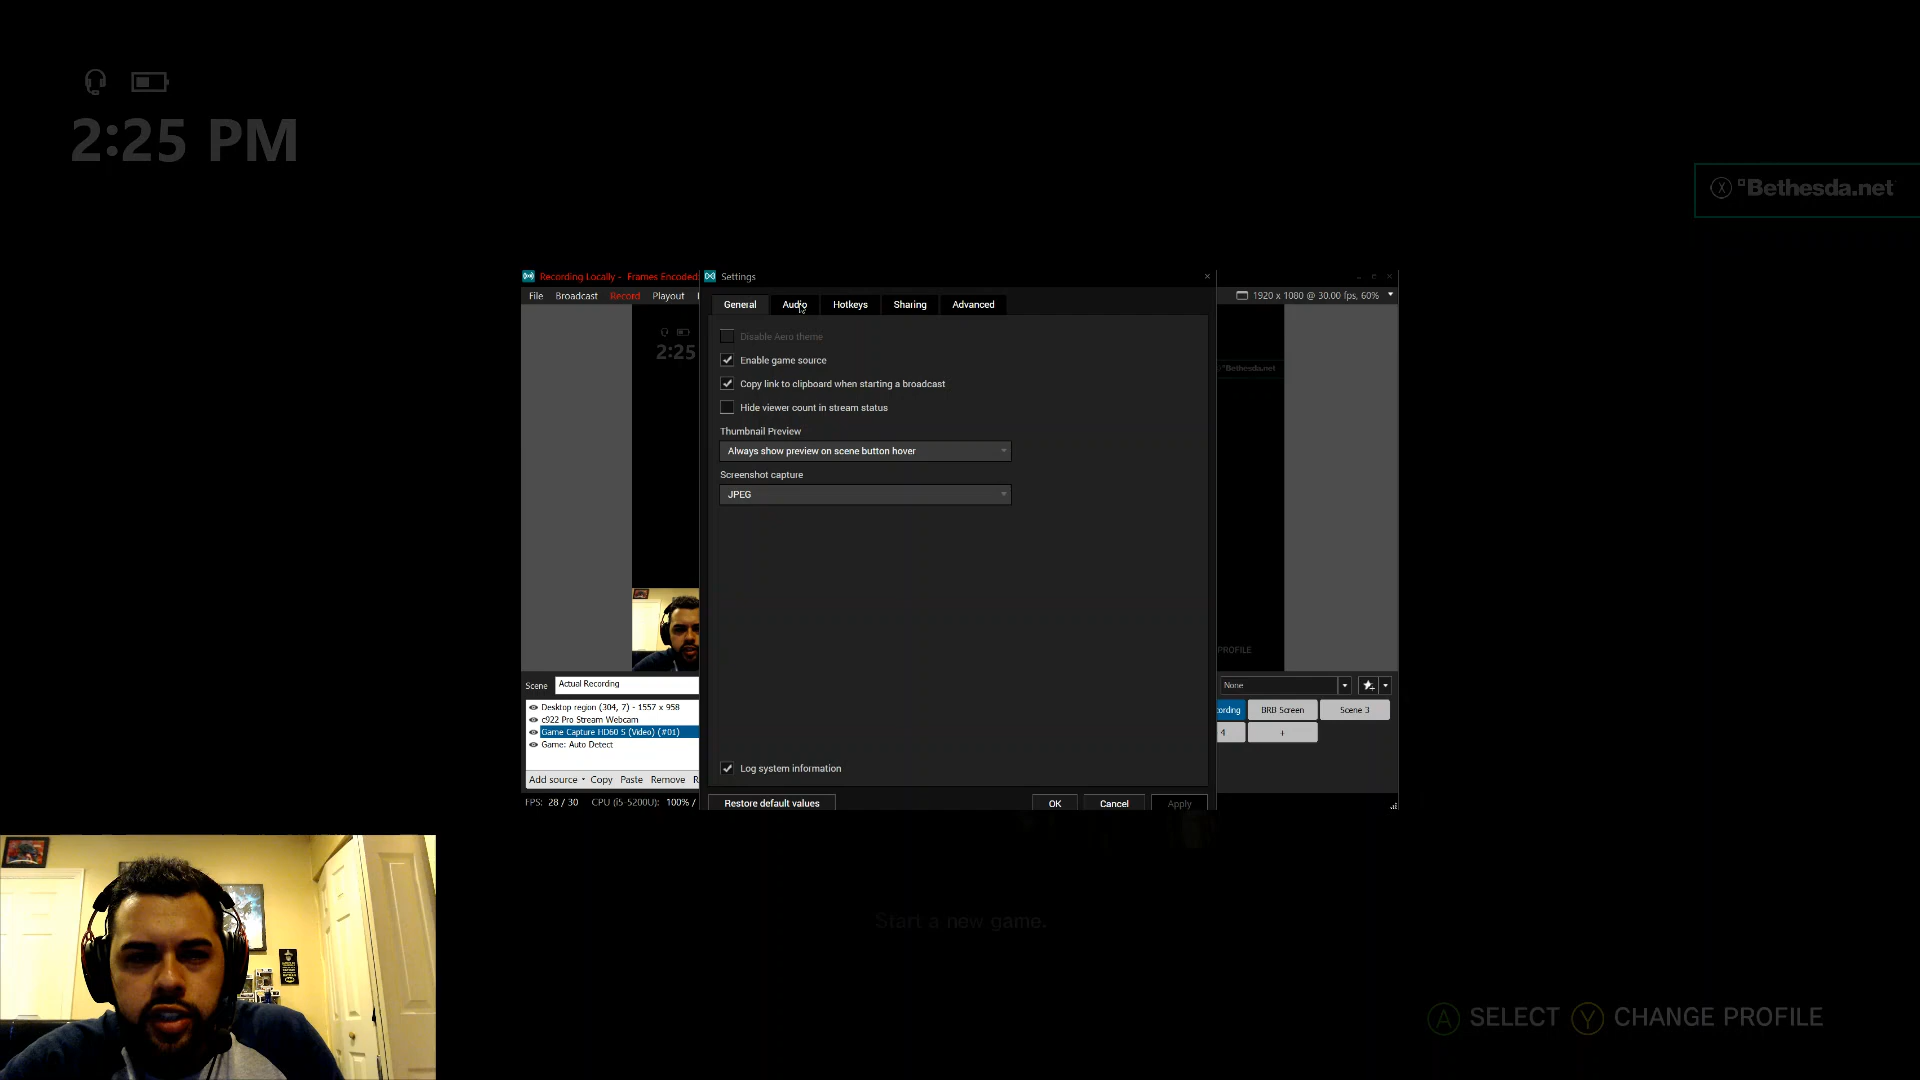 2:25 PM
Bethesda.net
Recording Locally - Frames Encoded:
Settings
File Broadcast Record Playout
1920 x 1080 @ 30.00 fps, 60%
General Audio Hotkeys Sharing Advanced
Disable Aero theme
2:25
Enable game source
Bethesda.net
Copy link to clipboard when starting a broadcast
Hide viewer count in stream status
Thumbnail Preview
Always show preview on scene button hover
Screenshot capture
JPEG
PROFILE
Scene Actual Recording
None
Desktop region (304, 7) - 1557 x 958
c922 Pro Stream Webcam
Game Capture HD60 S (Video) (#01)
Game: Auto Detect
ording BRB Screen Scene 3
4 +
Log system information
Add source Copy Paste Remove R
FPS: 28 / 30 CPU (i5-5200U): 100% /
Restore default values OK Cancel Apply
Start a new game.
A SELECT Y CHANGE PROFILE